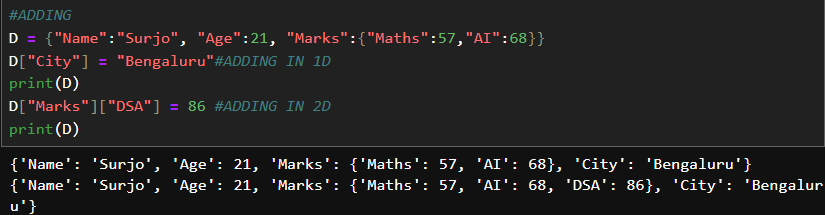 #ADDING
D = {"Name":"Surjo", "Age":21, "Marks":{"Maths":57,"AI":68}}
D["City"] = "Bengaluru"#ADDING IN 1D
print(D)
D["Marks"]["DSA"] = 86 #ADDING IN 2D
print(D)
{'Name': 'Surjo', 'Age': 21, 'Marks': {'Maths': 57, 'AI': 68}, 'City': 'Bengaluru'}
{'Name': 'Surjo', 'Age': 21, 'Marks': {'Maths': 57, 'AI': 68, 'DSA': 86}, 'City': 'Bengalur
u'}